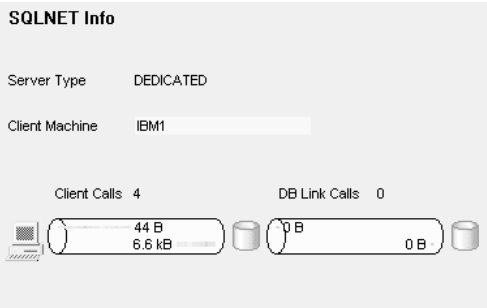 SQLNET Info
Server Type DEDICATED
Client Machine IBM1
Client Calls 4 DB Link Calls 0
44 B 0 B
6.6 kB 0 B